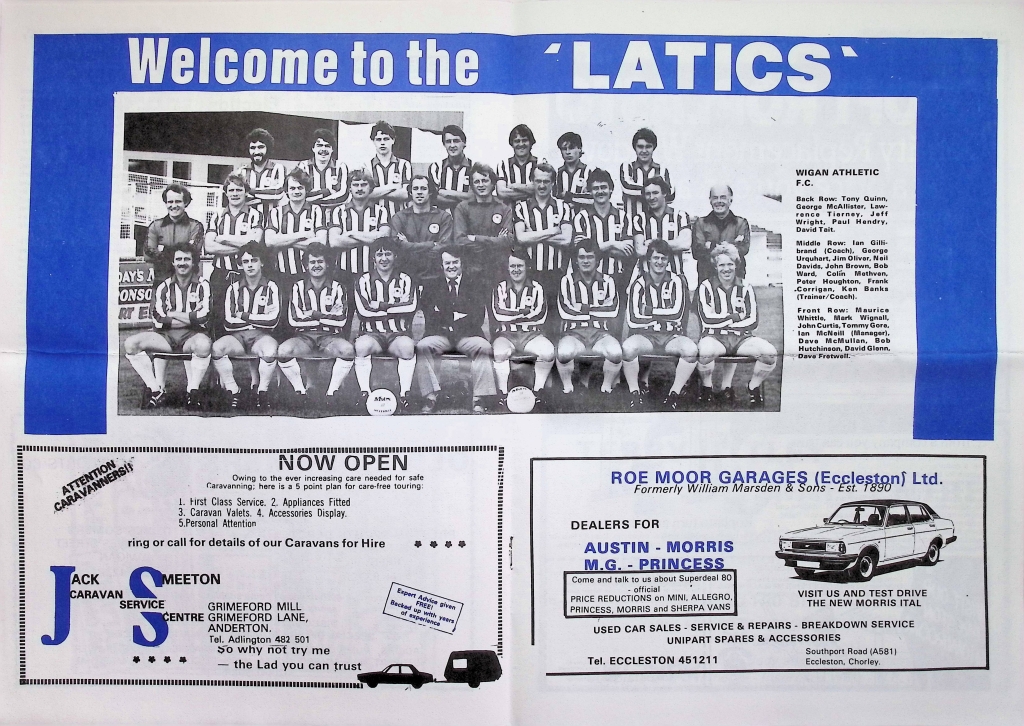 Welcome to the 'LATICS'
WIGAN ATHLETIC
F.C.
Back Row: Tony Quinn,
George McAllister, Law-
rence Tierney, Jeff
Wright, Paul Hendry,
David Tait.
Middle Row: Ian Gilli-
brand (Coach), George
Urquhart, Jim Oliver, Neil
Davids, John Brown, Bob
Ward, Colin Methven,
Peter Houghton, Frank
Corrigan, Ken Banks
(Trainer/Coach).
Front Row: Maurice
Whittle, Mark Wignall,
John Curtis, Tommy Gore,
Ian McNeill (Manager),
Dave McMullan, Bob
Hutchinson, David Glenn,
Dave Fretwell.
ATTENTION
CARAVANNERS!!
NOW OPEN
Owing to the ever increasing care needed for safe
Caravanning; here is a 5 point plan for care-free touring:
1. First Class Service. 2. Appliances Fitted
3. Caravan Valets. 4. Accessories Display.
5.Personal Attention
ring or call for details of our Caravans for Hire
JACK SMEETON
CARAVAN SERVICE CENTRE
GRIMEFORD MILL
GRIMEFORD LANE,
ANDERTON.
Tel. Adlington 482 501
So why not try me
— the Lad you can trust
Expert Advice given
FREE!
Backed up with years
of experience
ROE MOOR GARAGES (Eccleston) Ltd.
Formerly William Marsden & Sons - Est. 1890
DEALERS FOR
AUSTIN - MORRIS
M.G. - PRINCESS
Come and talk to us about Superdeal 80
- official
PRICE REDUCTIONS on MINI, ALLEGRO,
PRINCESS, MORRIS and SHERPA VANS
VISIT US AND TEST DRIVE
THE NEW MORRIS ITAL
USED CAR SALES - SERVICE & REPAIRS - BREAKDOWN SERVICE
UNIPART SPARES & ACCESSORIES
Tel. ECCLESTON 451211
Southport Road (A581)
Eccleston, Chorley.